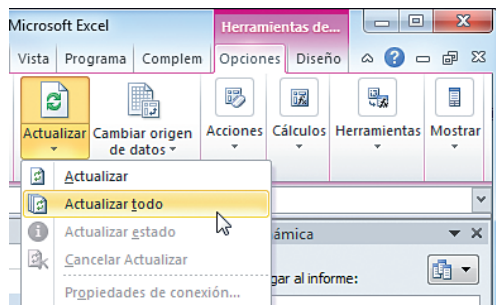 Microsoft Excel
Herramientas de...
Vista Programa Complem Opciones Diseño
Actualizar Cambiar origen de datos Acciones Cálculos Herramientas Mostrar
Actualizar
Actualizar todo
Actualizar estado
ámica
Cancelar Actualizar
gar al informe:
Propiedades de conexión...